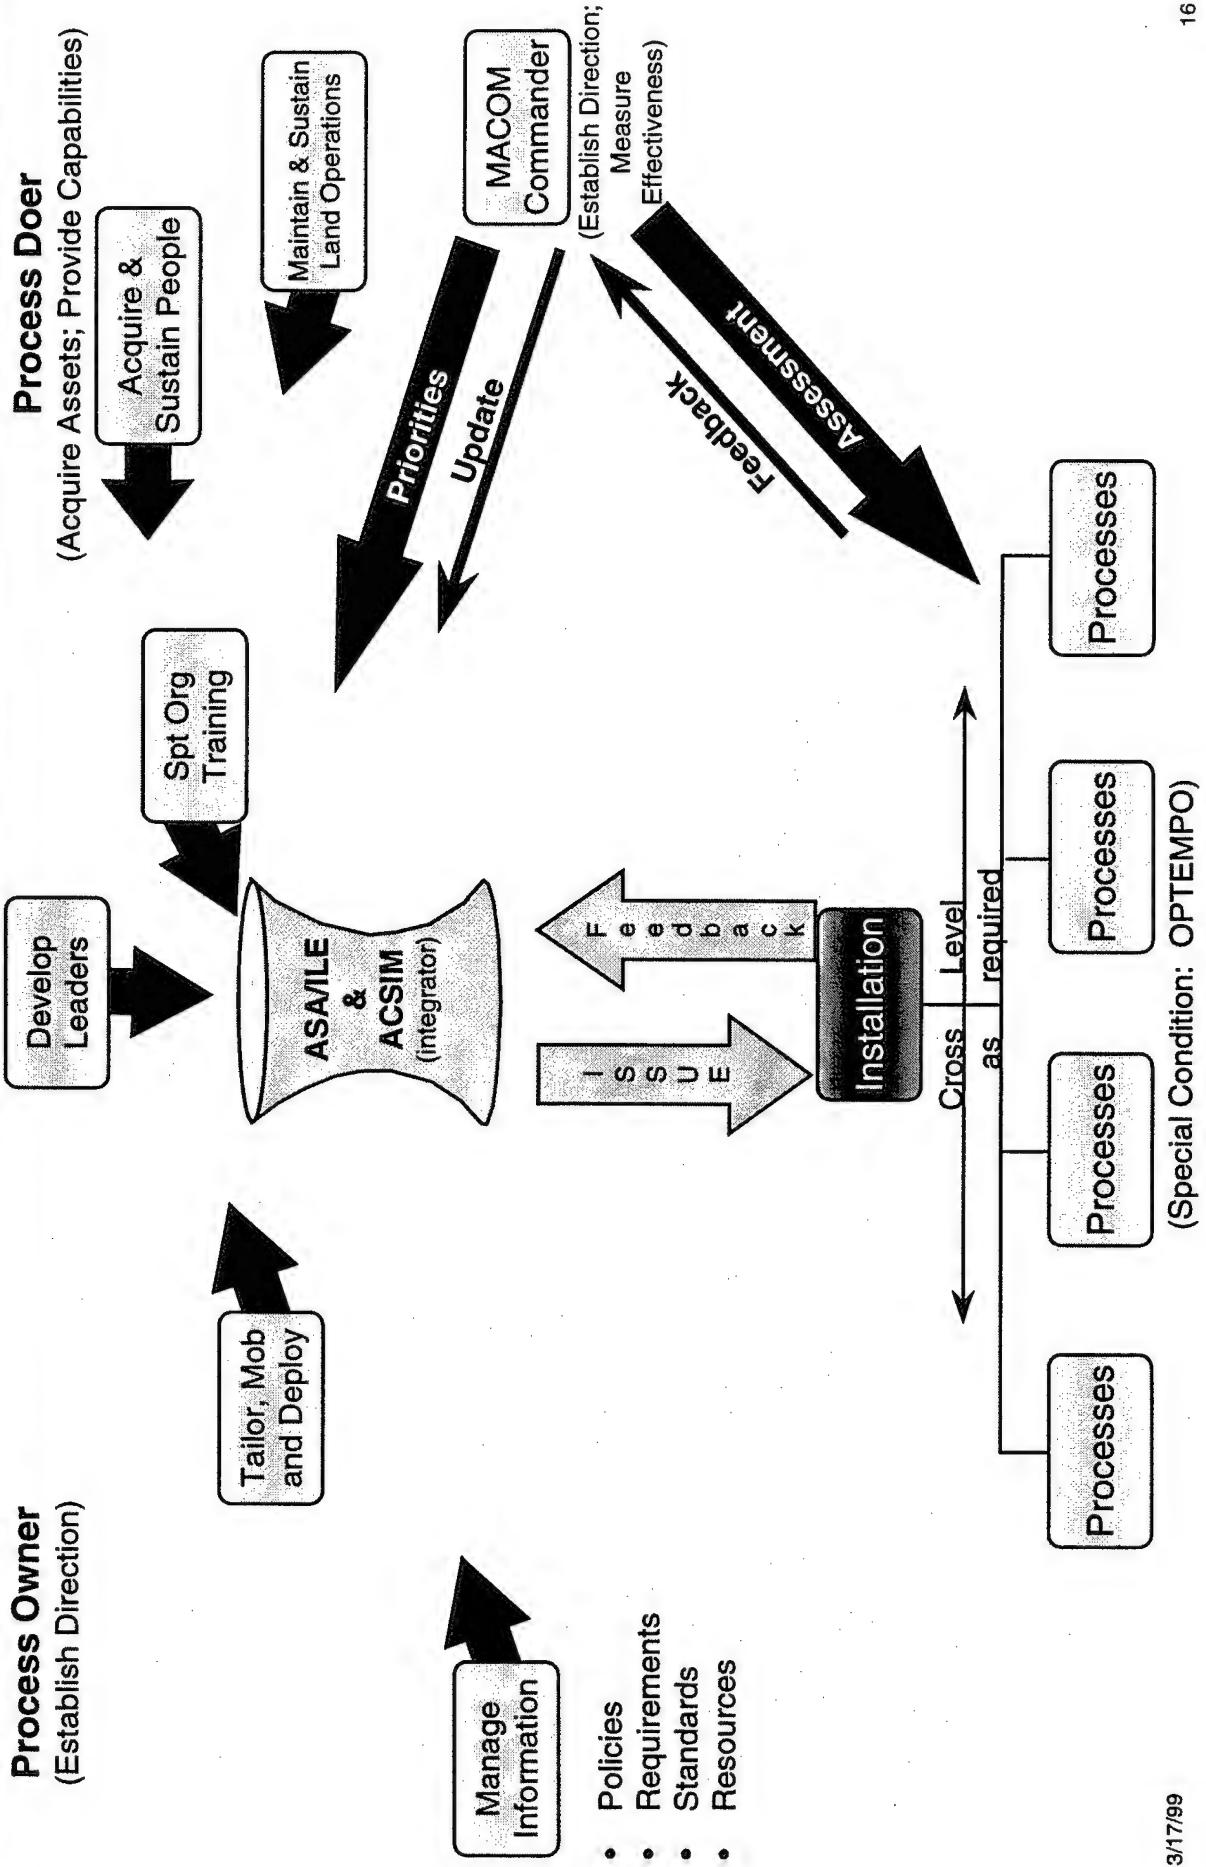 Process Owner
(Establish Direction)
Process Doer
(Acquire Assets; Provide Capabilities)
Develop
Leaders
Spt Org
Training
Acquire &
Sustain People
Tailor, Mob
and Deploy
Maintain & Sustain
Land Operations
ASA/ILE
&
ACSIM
(integrator)
Priorities
Update
Manage
Information
MACOM
Commander
(Establish Direction;
Measure
Effectiveness)
• Policies
• Requirements
• Standards
• Resources
ISSUE
Feedback
Feedback
Assessment
Installation
Cross Level
as required
Processes
Processes
Processes
Processes
(Special Condition: OPTEMPO)
3/17/99
16